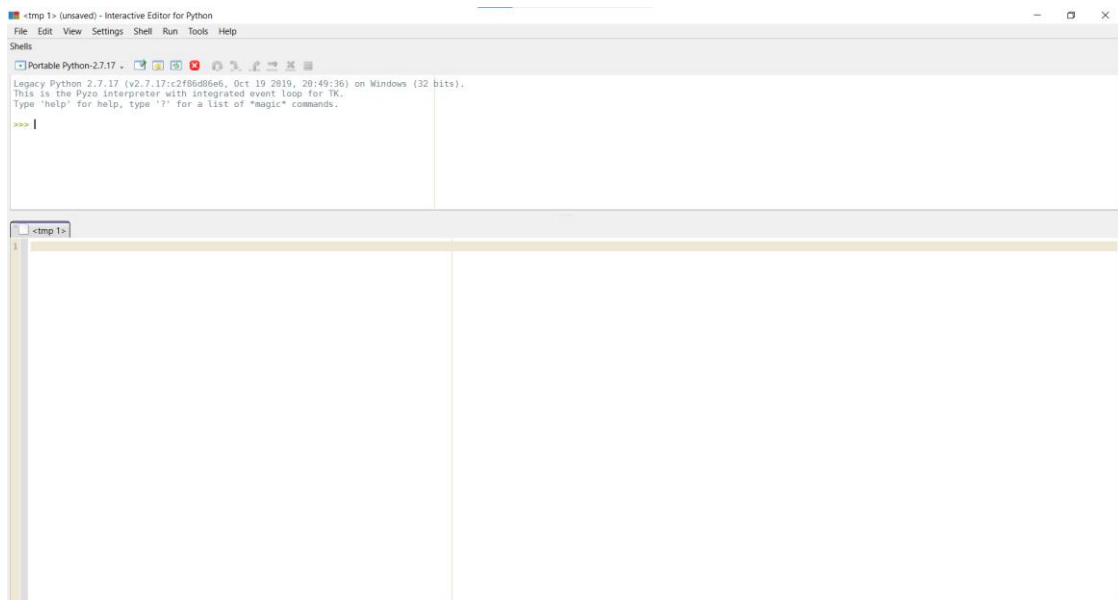 <tmp 1> (unsaved) - Interactive Editor for Python
File Edit View Settings Shell Run Tools Help
Shells
Portable Python-2.7.17
Legacy Python 2.7.17 (v2.7.17:c2f86d86e6, Oct 19 2019, 20:49:36) on Windows (32 bits).
This is the Pyzo interpreter with integrated event loop for TK.
Type 'help' for help, type '?' for a list of *magic* commands.
>>>
<tmp 1>
1